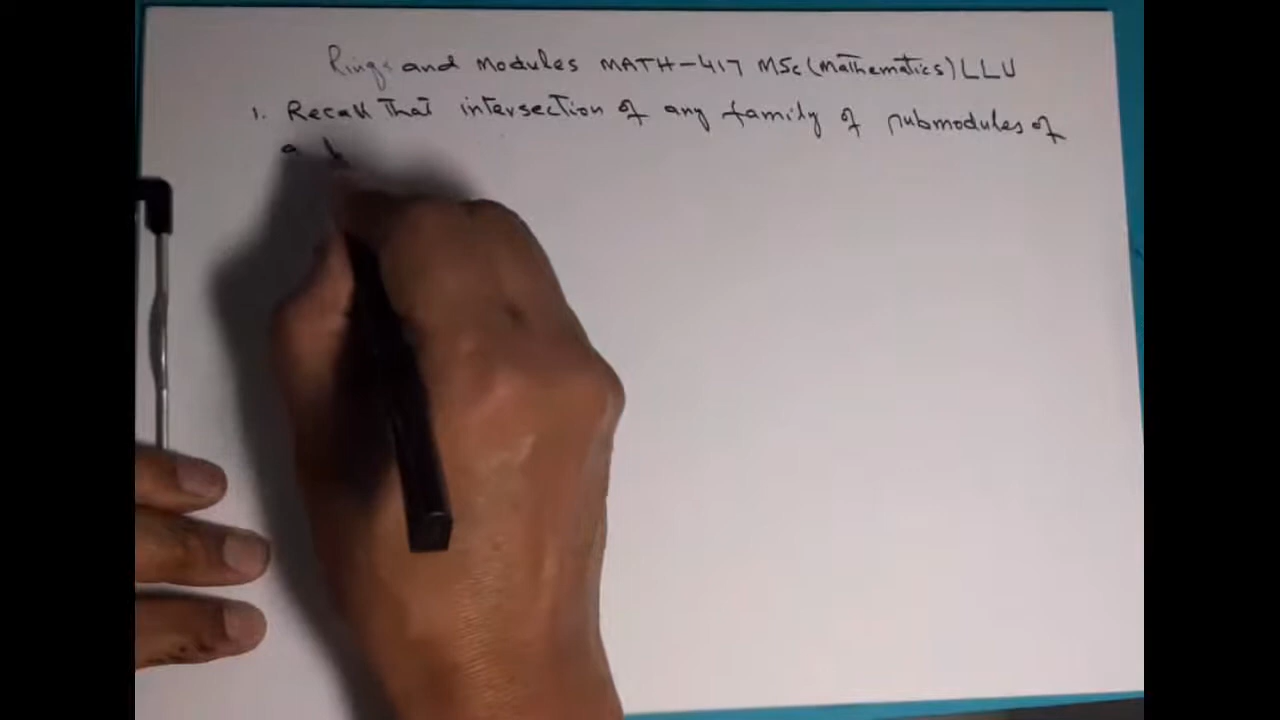 Rings and Modules MATH-417 MSc (Mathematics) LLU
1. Recall That intersection of any family of submodules of
a